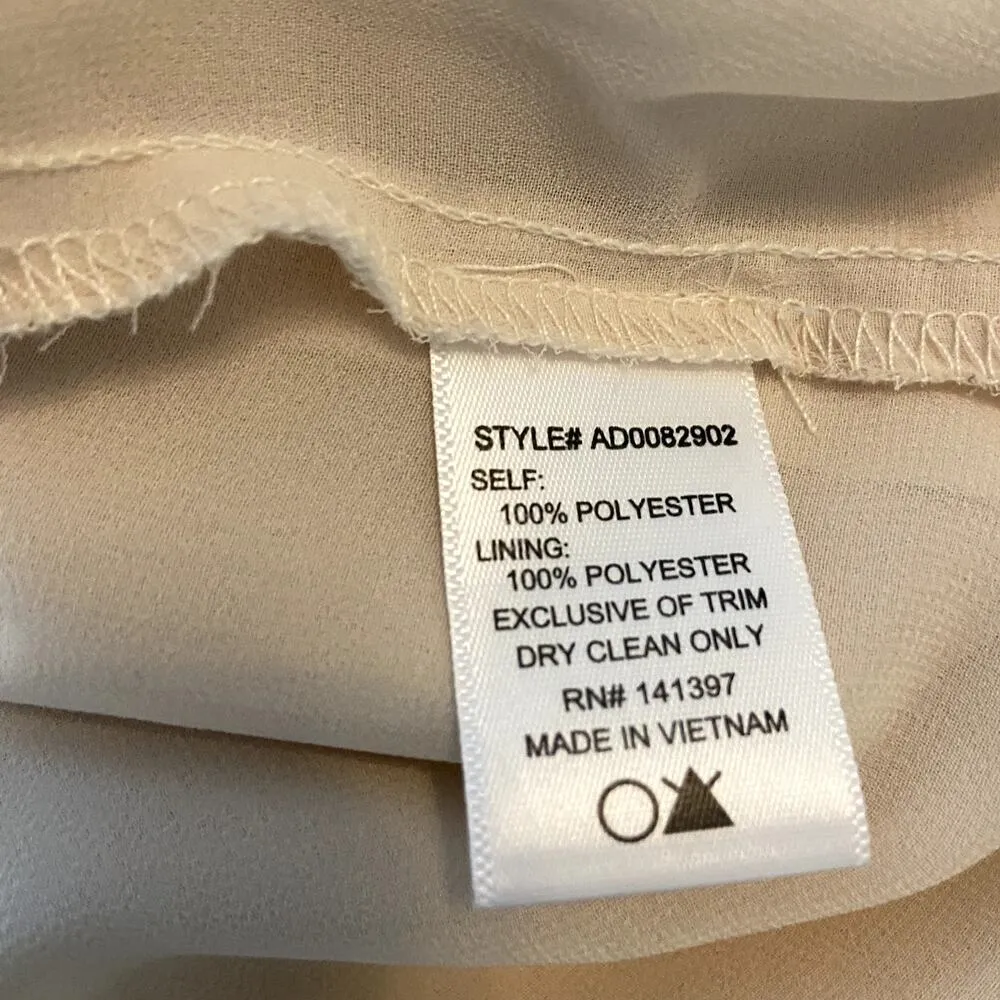 STYLE# AD0082902
SELF:
100% POLYESTER
LINING:
100% POLYESTER
EXCLUSIVE OF TRIM
DRY CLEAN ONLY
RN# 141397
MADE IN VIETNAM